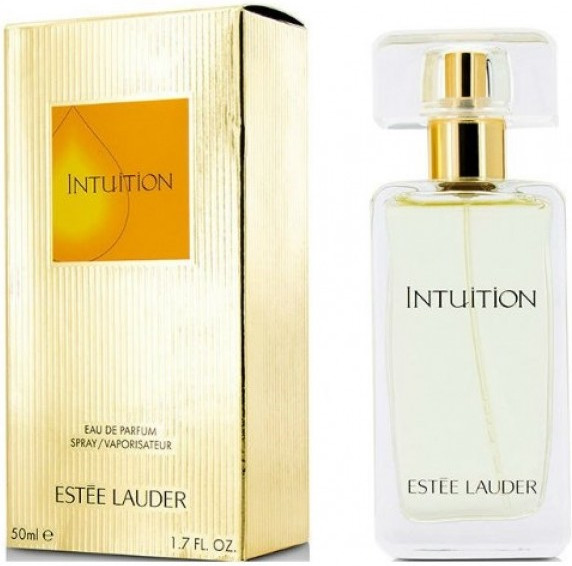 INTUITION
EAU DE PARFUM
SPRAY/VAPORISATEUR
ESTĒE LAUDER
50ml ℮
1.7 FL. OZ.
INTUITION
ESTĒE LAUDER